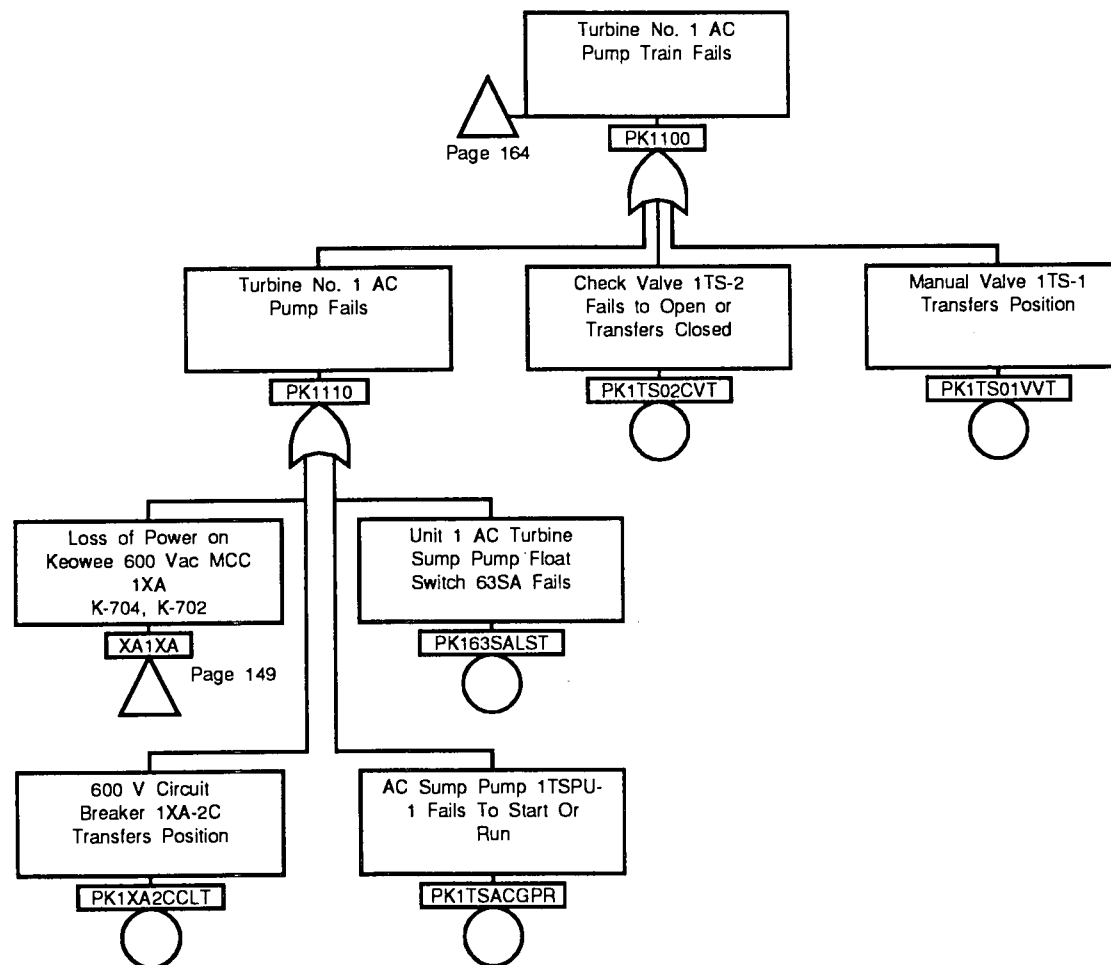 Turbine No. 1 AC
Pump Train Fails
Page 164
PK1100
Turbine No. 1 AC
Pump Fails
PK1110
Check Valve 1TS-2
Fails to Open or
Transfers Closed
PK1TS02CVT
Manual Valve 1TS-1
Transfers Position
PK1TS01VVT
Loss of Power on
Keowee 600 Vac MCC
1XA
K-704, K-702
XA1XA
Page 149
Unit 1 AC Turbine
Sump Pump Float
Switch 63SA Fails
PK163SALST
600 V Circuit
Breaker 1XA-2C
Transfers Position
PK1XA2CCLT
AC Sump Pump 1TSPU-
1 Fails To Start Or
Run
PK1TSACGPR